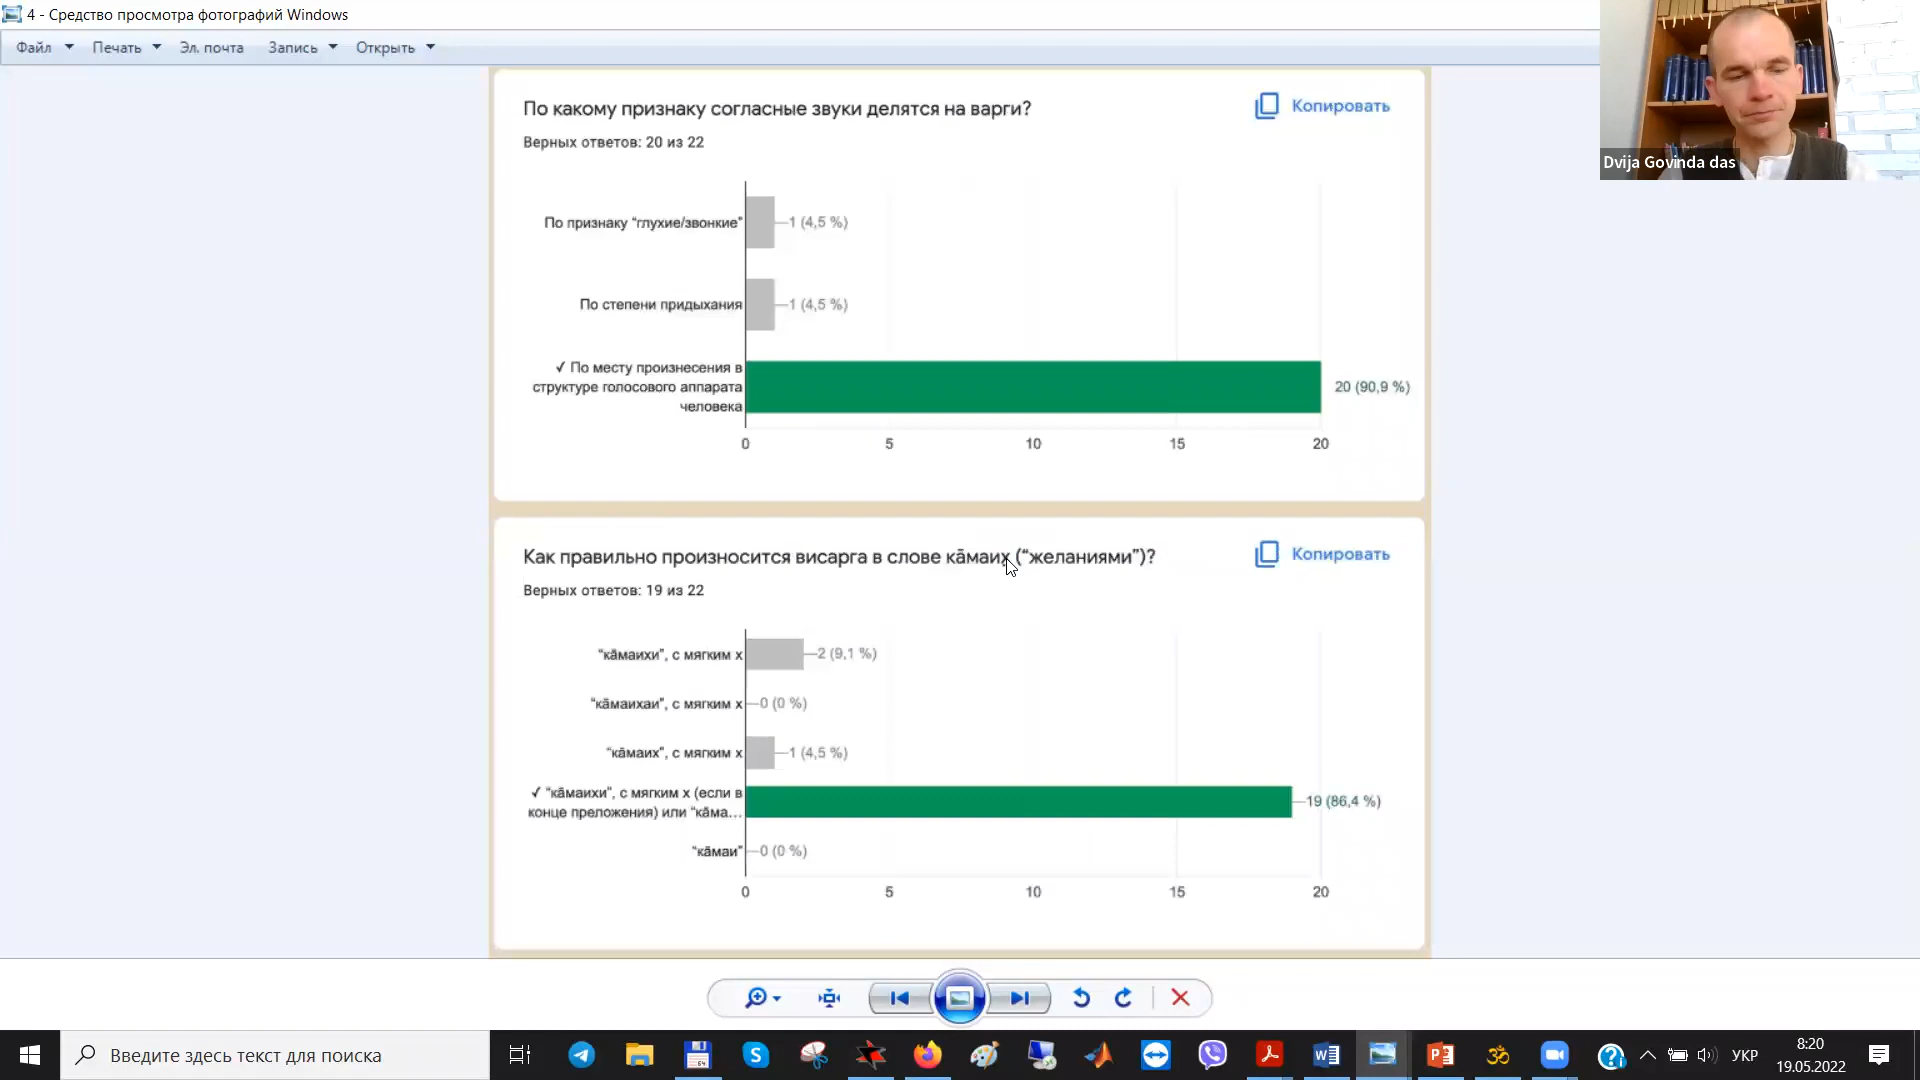 4 - Средство просмотра фотографий Windows
Файл Печать Эл. почта Запись Открыть
Dvija Govinda das
По какому признаку согласные звуки делятся на варги?
Копировать
Верных ответов: 20 из 22
По признаку “глухие/звонкие”
1 (4,5 %)
По степени придыхания
1 (4,5 %)
✓ По месту произнесения в
структуре голосового аппарата
человека
20 (90,9 %)
0 5 10 15 20
Как правильно произносится висарга в слове кāмаих (“желаниями”)?
Копировать
Верных ответов: 19 из 22
“кāмаихи”, с мягким х
2 (9,1 %)
“кāмаихаи”, с мягким х
0 (0 %)
“кāмаих”, с мягким х
1 (4,5 %)
✓ “кāмаихи”, с мягким х (если в
конце преложения) или “кāма...
19 (86,4 %)
“кāмаи”
0 (0 %)
0 5 10 15 20
Введите здесь текст для поиска
УКР
8:20
19.05.2022